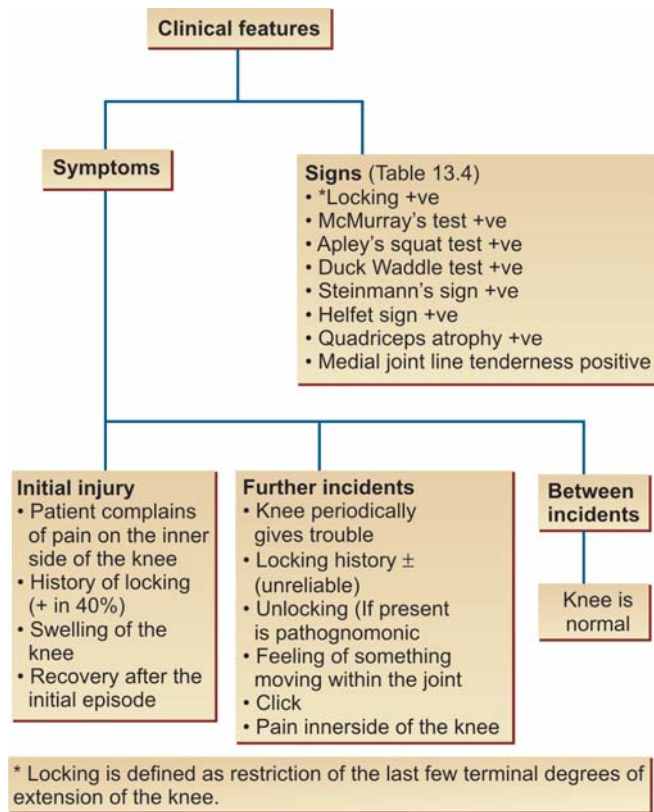 Clinical features
Symptoms
Signs (Table 13.4)
• *Locking +ve
• McMurray's test +ve
• Apley's squat test +ve
• Duck Waddle test +ve
• Steinmann's sign +ve
• Helfet sign +ve
• Quadriceps atrophy +ve
• Medial joint line tenderness positive
Initial injury
• Patient complains
of pain on the inner
side of the knee
• History of locking
(+ in 40%)
• Swelling of the
knee
• Recovery after the
initial episode
Further incidents
• Knee periodically
gives trouble
• Locking history ±
(unreliable)
• Unlocking (If present
is pathognomonic
• Feeling of something
moving within the joint
• Click
• Pain innerside of the knee
Between
incidents
Knee is
normal
* Locking is defined as restriction of the last few terminal degrees of
extension of the knee.